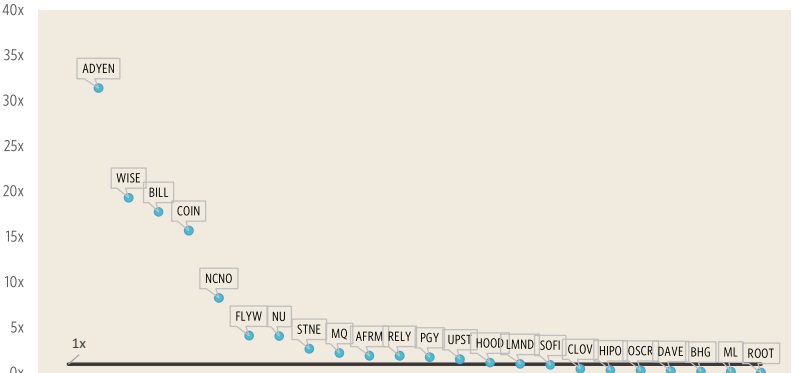 40x
35x
30x
25x
20x
15x
10x
5x
0x
ADYEN
WISE
BILL
COIN
NCNO
FLYW
NU
STNE
MQ
AFRM
RELY
PGY
UPST
HOOD
LMND
SOFI
CLOV
HIPO
OSCR
DAVE
BHG
ML
ROOT
1x